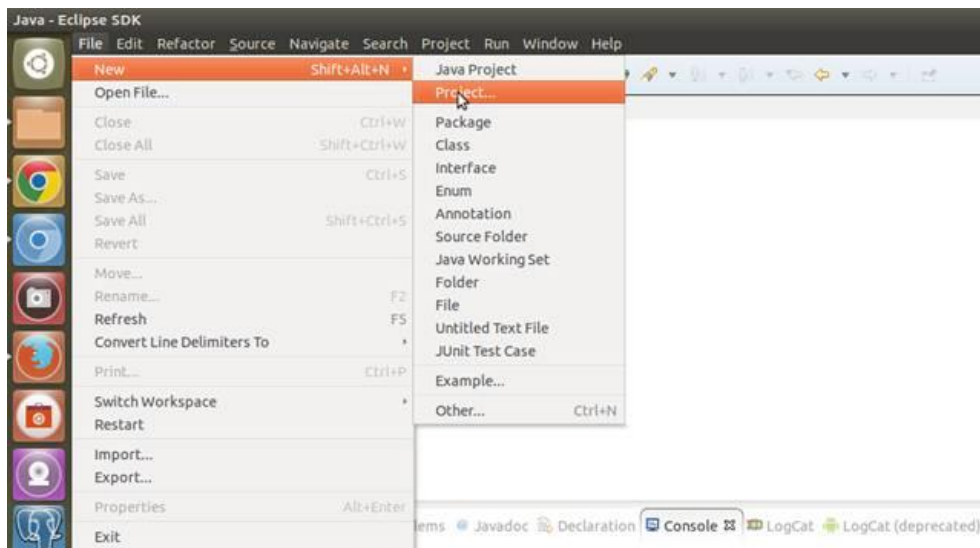 Java - Eclipse SDK
File Edit Refactor Source Navigate Search Project Run Window Help
New Shift+Alt+N
Open File...
Close Ctrl+W
Close All Shift+Ctrl+W
Save Ctrl+S
Save As...
Save All Shift+Ctrl+S
Revert
Move...
Rename... F2
Refresh F5
Convert Line Delimiters To
Print... Ctrl+P
Switch Workspace
Restart
Import...
Export...
Properties Alt+Enter
Exit
Java Project
Project...
Package
Class
Interface
Enum
Annotation
Source Folder
Java Working Set
Folder
File
Untitled Text File
JUnit Test Case
Example...
Other... Ctrl+N
lems Javadoc Declaration Console LogCat LogCat (deprecated)